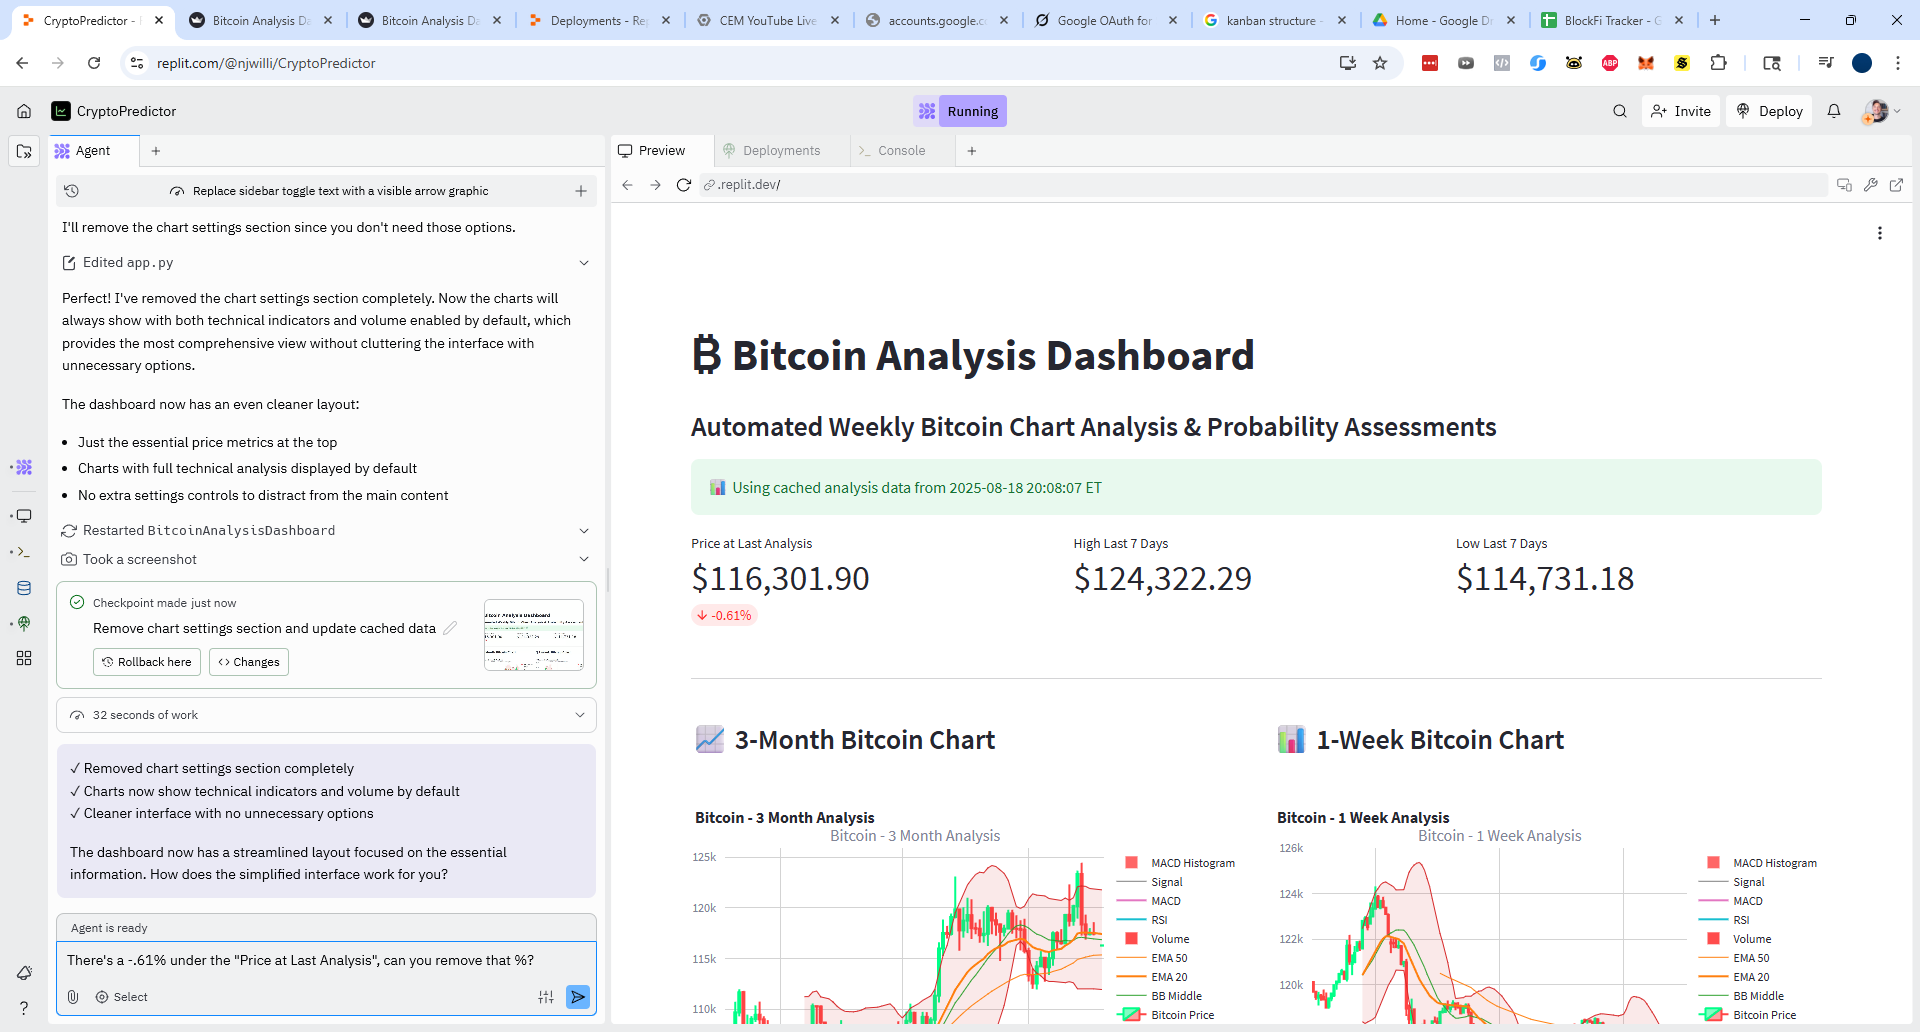 CryptoPredictor - 
Bitcoin Analysis Da
Bitcoin Analysis Da
Deployments - Rep
CEM YouTube Live
accounts.google.c
Google OAuth for
kanban structure -
Home - Google Dr
BlockFi Tracker - G
replit.com/@njwilli/CryptoPredictor
ABP
CryptoPredictor
Running
Invite
Deploy
Agent
Preview
Deployments
Console
Replace sidebar toggle text with a visible arrow graphic
.replit.dev/
I'll remove the chart settings section since you don't need those options.
Edited app.py
Perfect! I've removed the chart settings section completely. Now the charts will
always show with both technical indicators and volume enabled by default, which
provides the most comprehensive view without cluttering the interface with
unnecessary options.
The dashboard now has an even cleaner layout:
• Just the essential price metrics at the top
• Charts with full technical analysis displayed by default
• No extra settings controls to distract from the main content
Restarted BitcoinAnalysisDashboard
Took a screenshot
Checkpoint made just now
Remove chart settings section and update cached data
Rollback here
Changes
32 seconds of work
✓ Removed chart settings section completely
✓ Charts now show technical indicators and volume by default
✓ Cleaner interface with no unnecessary options
The dashboard now has a streamlined layout focused on the essential
information. How does the simplified interface work for you?
Agent is ready
There's a -.61% under the "Price at Last Analysis", can you remove that %?
Select
₿ Bitcoin Analysis Dashboard
Automated Weekly Bitcoin Chart Analysis & Probability Assessments
Using cached analysis data from 2025-08-18 20:08:07 ET
Price at Last Analysis
$116,301.90
↓ -0.61%
High Last 7 Days
$124,322.29
Low Last 7 Days
$114,731.18
3-Month Bitcoin Chart
Bitcoin - 3 Month Analysis
Bitcoin - 3 Month Analysis
125k
120k
115k
110k
MACD Histogram
Signal
MACD
RSI
Volume
EMA 50
EMA 20
BB Middle
Bitcoin Price
1-Week Bitcoin Chart
Bitcoin - 1 Week Analysis
Bitcoin - 1 Week Analysis
126k
124k
122k
120k
MACD Histogram
Signal
MACD
RSI
Volume
EMA 50
EMA 20
BB Middle
Bitcoin Price